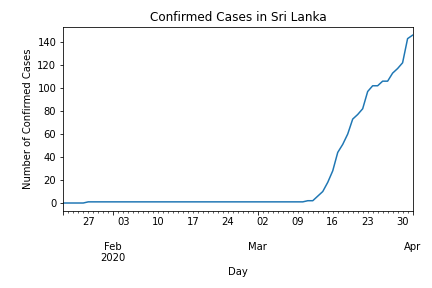 Confirmed Cases in Sri Lanka
Number of Confirmed Cases
140
120
100
80
60
40
20
0
27 03 10 17 24 02 09 16 23 30
Feb Mar Apr
2020
Day